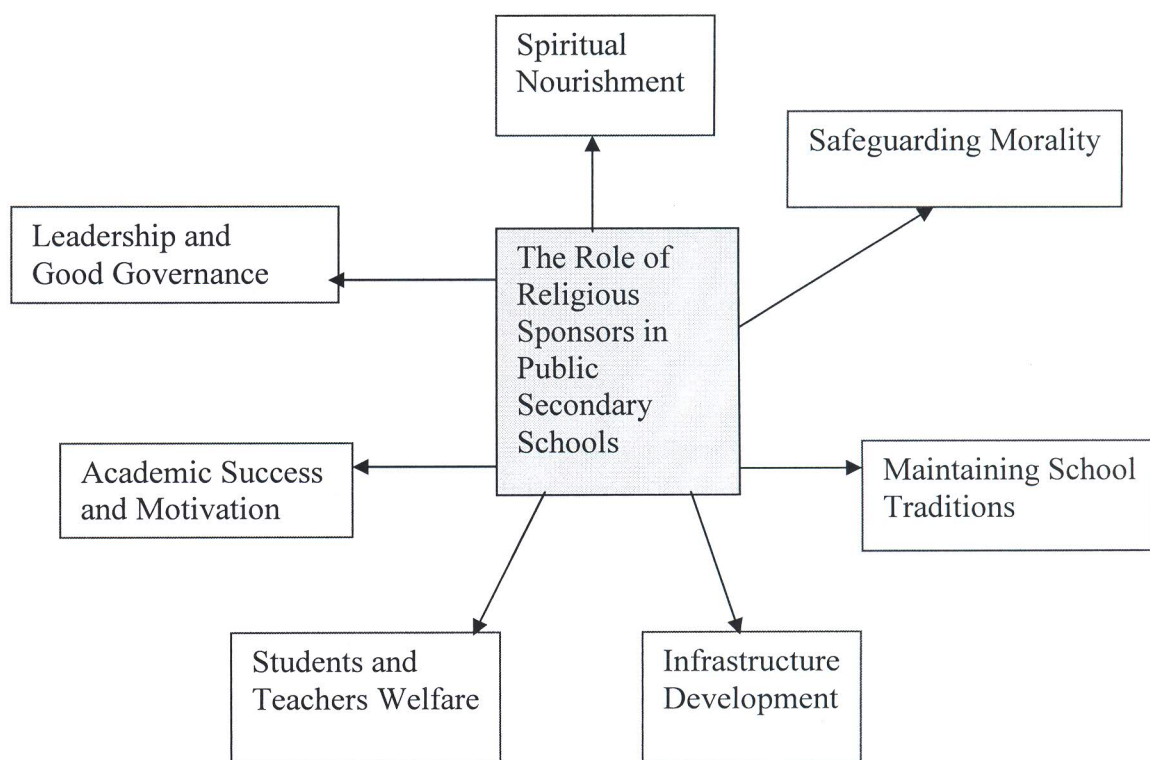 Spiritual
Nourishment
Safeguarding Morality
Leadership and
Good Governance
The Role of
Religious
Sponsors in
Public
Secondary
Schools
Academic Success
and Motivation
Maintaining School
Traditions
Students and
Teachers Welfare
Infrastructure
Development